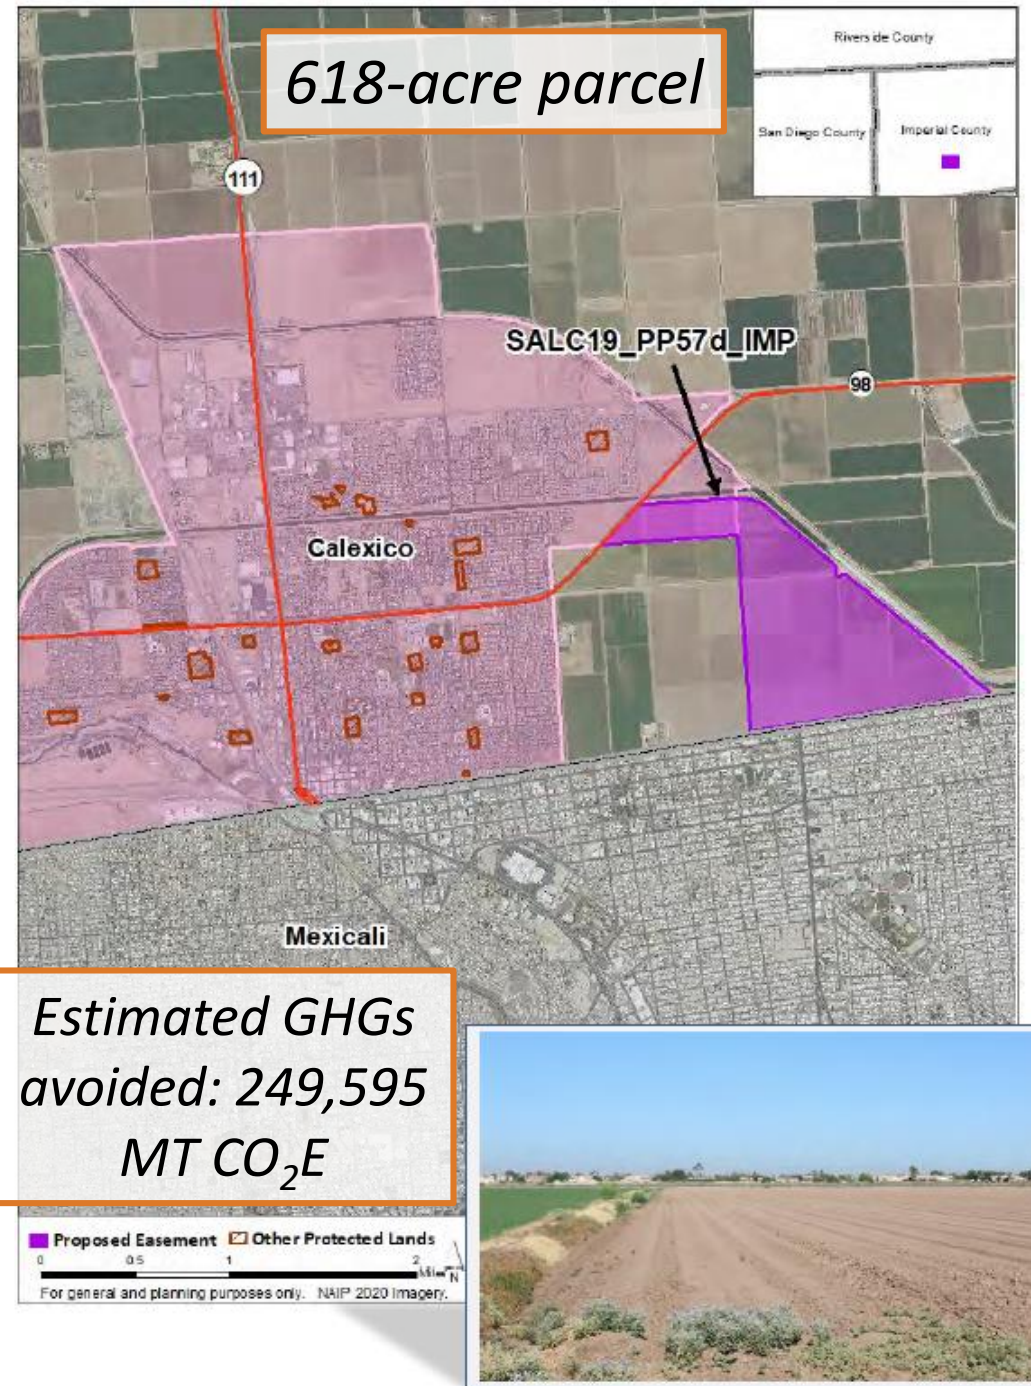 618-acre parcel
Riverside County
San Diego County
Imperial County
111
SALC19_PP57d_IMP
98
Calexico
Mexicali
Estimated GHGs
avoided: 249,595
MT CO₂E
Proposed Easement Other Protected Lands
0 0.5 1 2
Miles N
For general and planning purposes only. NAIP 2020 Imagery.